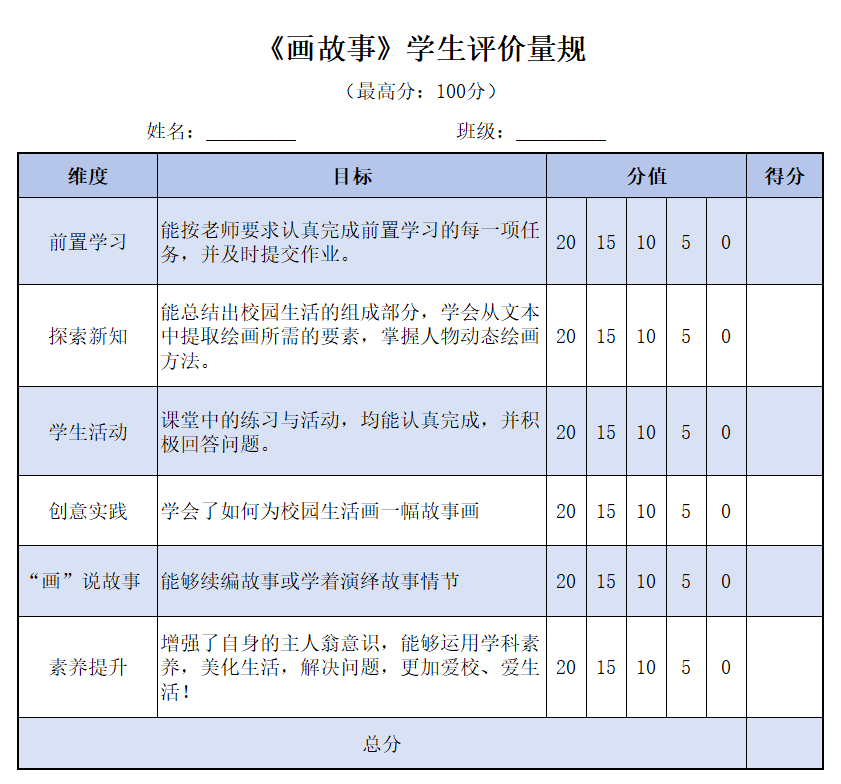 《画故事》学生评价量规
（最高分：100分）
姓名：_________ 班级：_________
维度 目标 分值 得分
前置学习 能按老师要求认真完成前置学习的每一项任
务，并及时提交作业。 20 15 10 5 0
探索新知 能总结出校园生活的组成部分，学会从文本
中提取绘画所需的要素，掌握人物动态绘画
方法。 20 15 10 5 0
学生活动 课堂中的练习与活动，均能认真完成，并积
极回答问题。 20 15 10 5 0
创意实践 学会了如何为校园生活画一幅故事画 20 15 10 5 0
“画”说故事 能够续编故事或学着演绎故事情节 20 15 10 5 0
素养提升 增强了自身的主人翁意识，能够运用学科素
养，美化生活，解决问题，更加爱校、爱生
活！ 20 15 10 5 0
总分